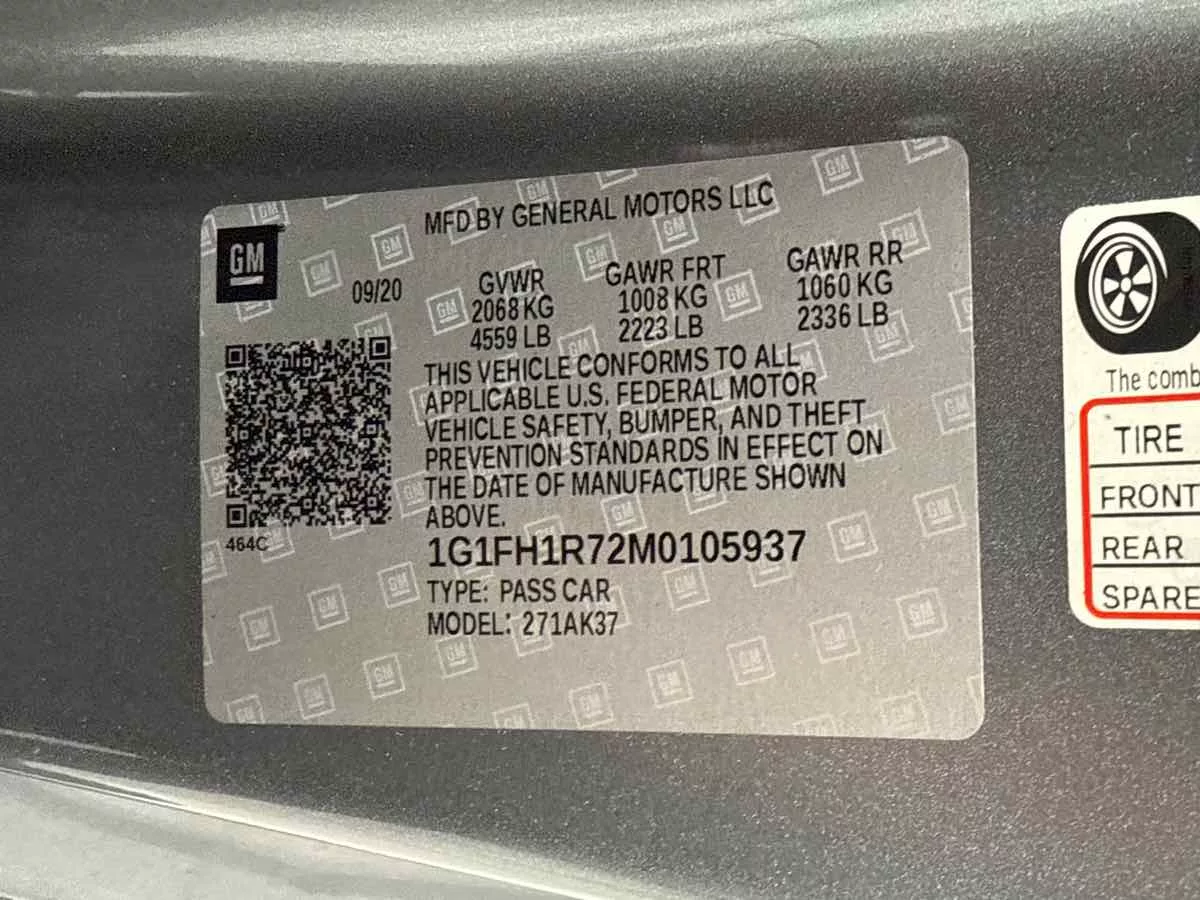 MFD BY GENERAL MOTORS LLC
GM
09/20
GVWR GAWR FRT GAWR RR
2068 KG 1008 KG 1060 KG
4559 LB 2223 LB 2336 LB
THIS VEHICLE CONFORMS TO ALL
APPLICABLE U.S. FEDERAL MOTOR
VEHICLE SAFETY, BUMPER, AND THEFT
PREVENTION STANDARDS IN EFFECT ON
THE DATE OF MANUFACTURE SHOWN
ABOVE.
464C
1G1FH1R72M0105937
TYPE: PASS CAR
MODEL: 271AK37
The comb
TIRE
FRONT
REAR
SPARE